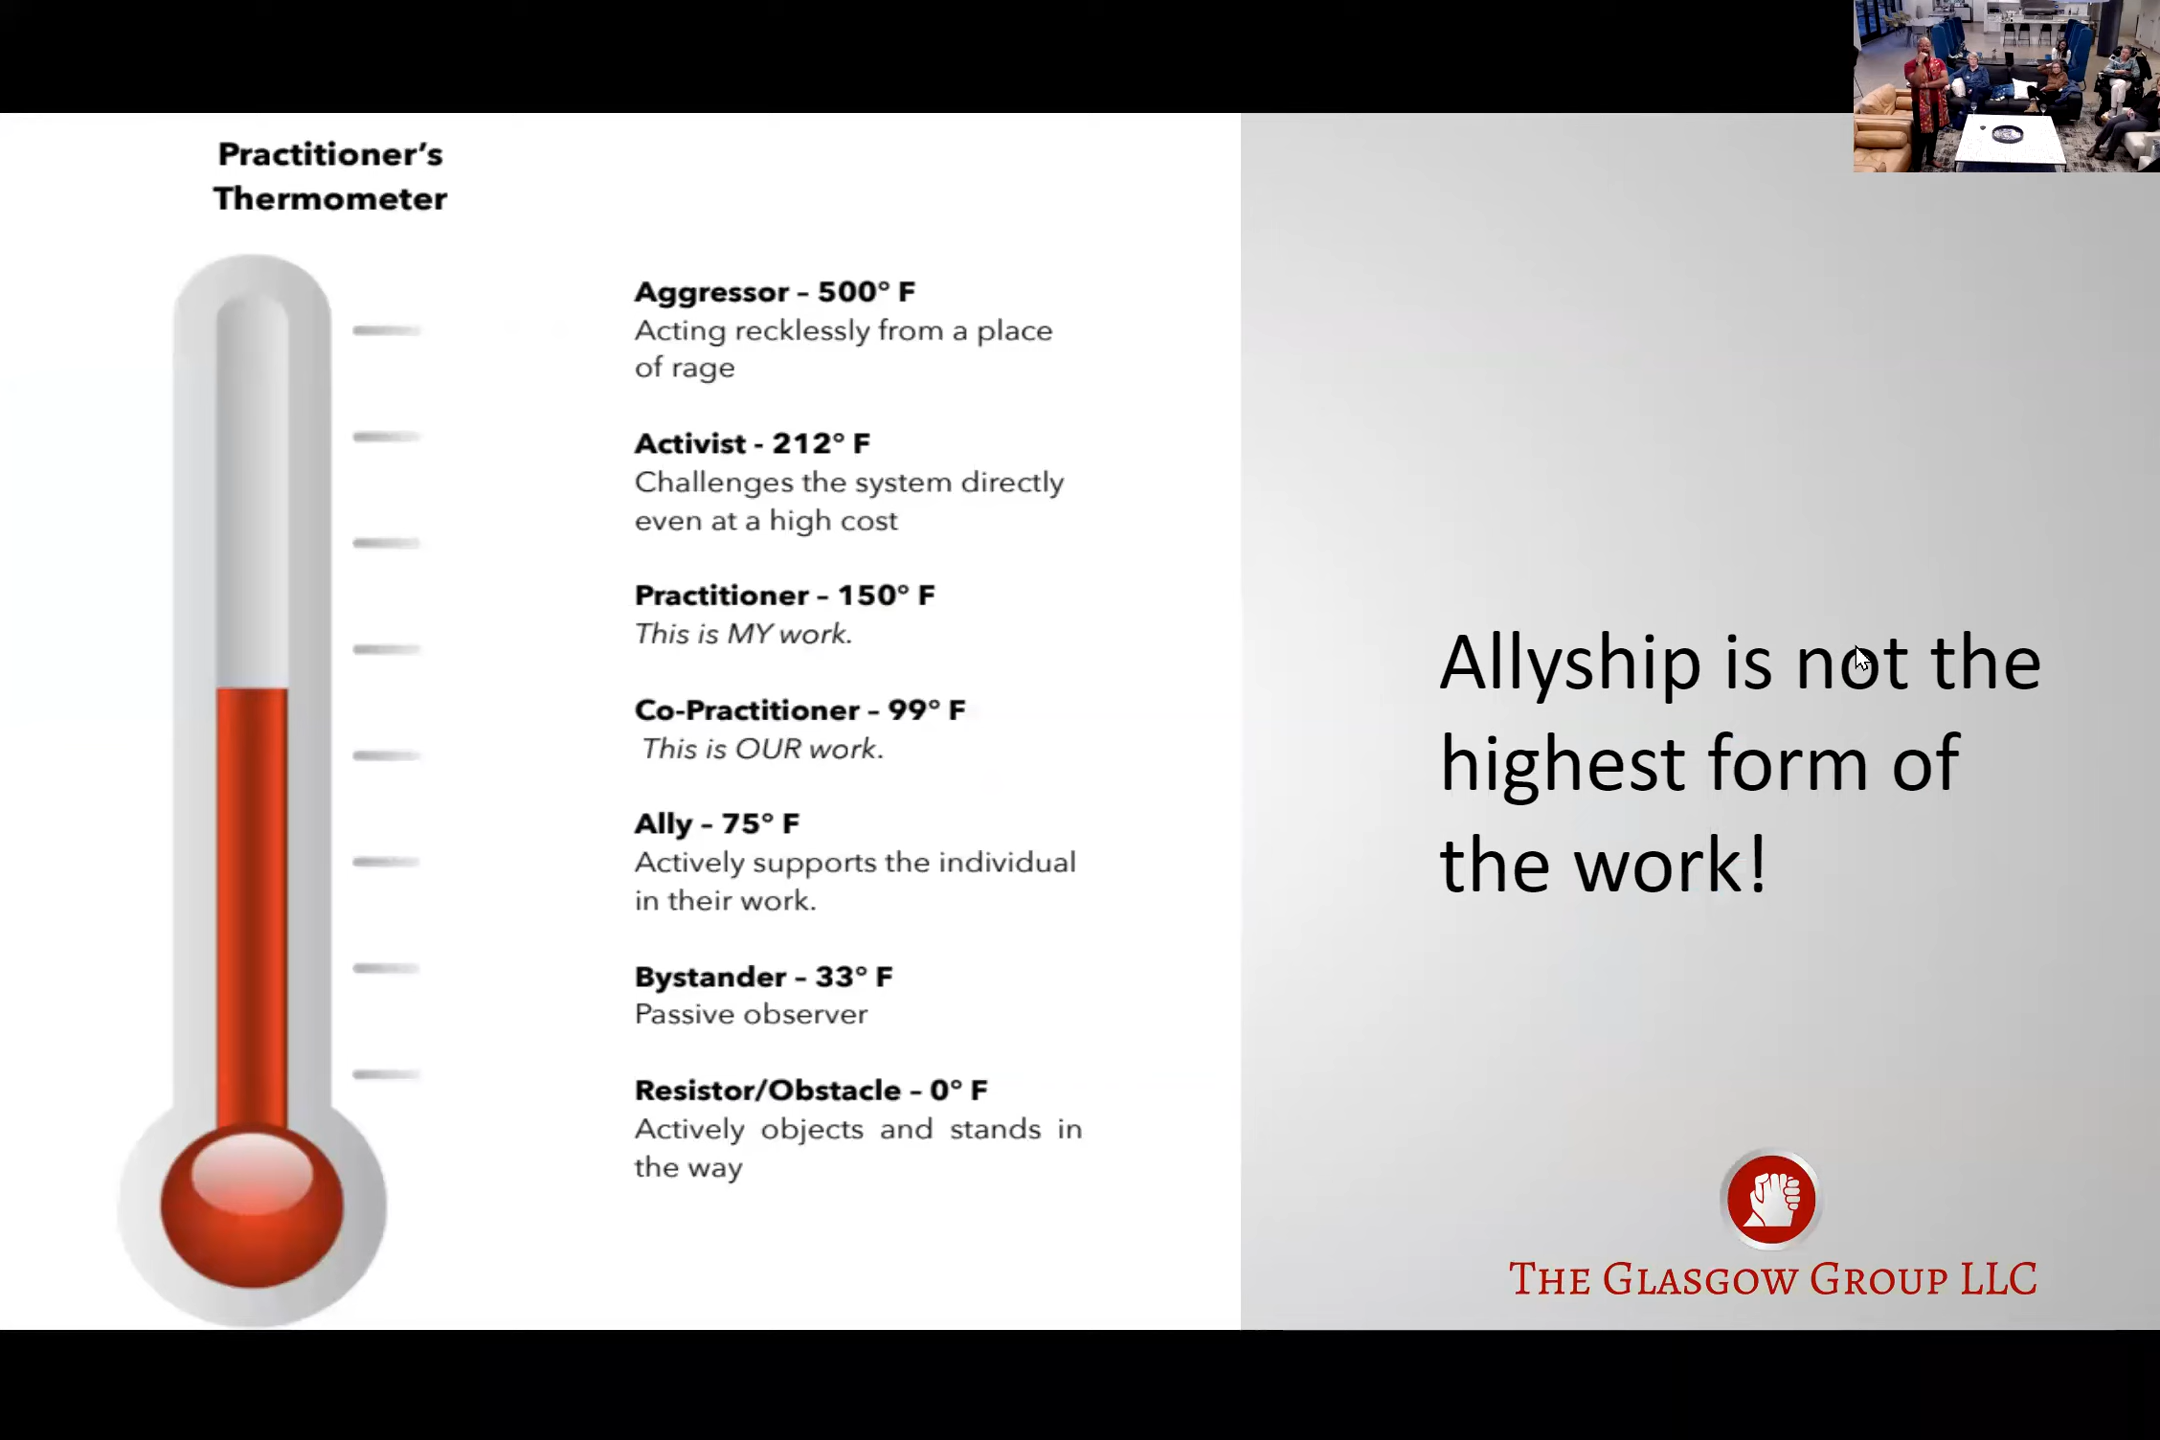 Practitioner's
Thermometer
Aggressor – 500° F
Acting recklessly from a place
of rage
Activist - 212° F
Challenges the system directly
even at a high cost
Practitioner – 150° F
This is MY work.
Co-Practitioner – 99° F
This is OUR work.
Ally – 75° F
Actively supports the individual
in their work.
Bystander – 33° F
Passive observer
Resistor/Obstacle – 0° F
Actively objects and stands in
the way
Allyship is not the
highest form of
the work!
THE GLASGOW GROUP LLC